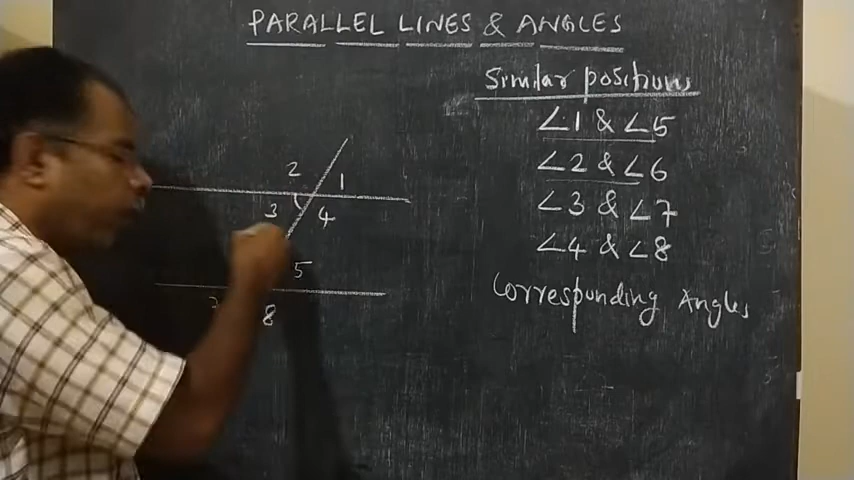 PARALLEL LINES & ANGLES
Similar positions
∠1 & ∠5
∠2 & ∠6
∠3 & ∠7
∠4 & ∠8
Corresponding Angles
2
1
3
4
5
8